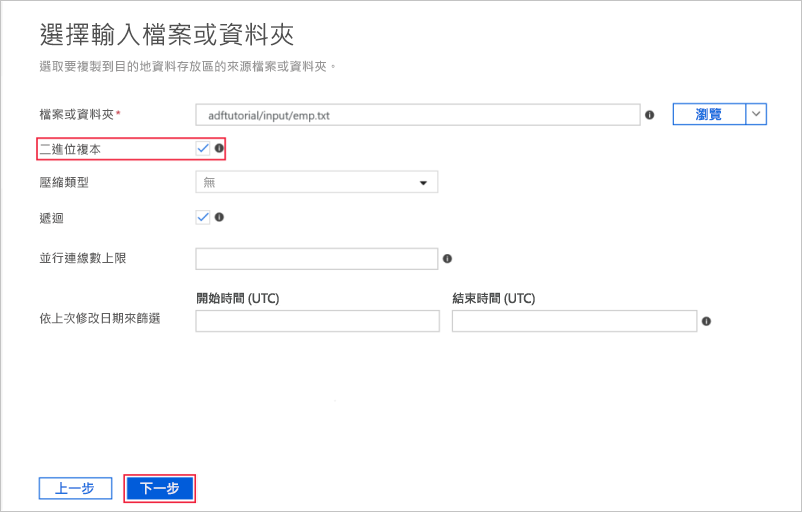 選擇輸入檔案或資料夾
選取要複製到目的地資料存放區的來源檔案或資料夾。
檔案或資料夾* adftutorial/input/emp.txt 瀏覽
二進位複本
壓縮類型 無
遞迴
並行連線數上限
開始時間 (UTC) 結束時間 (UTC)
依上次修改日期來篩選
上一步 下一步